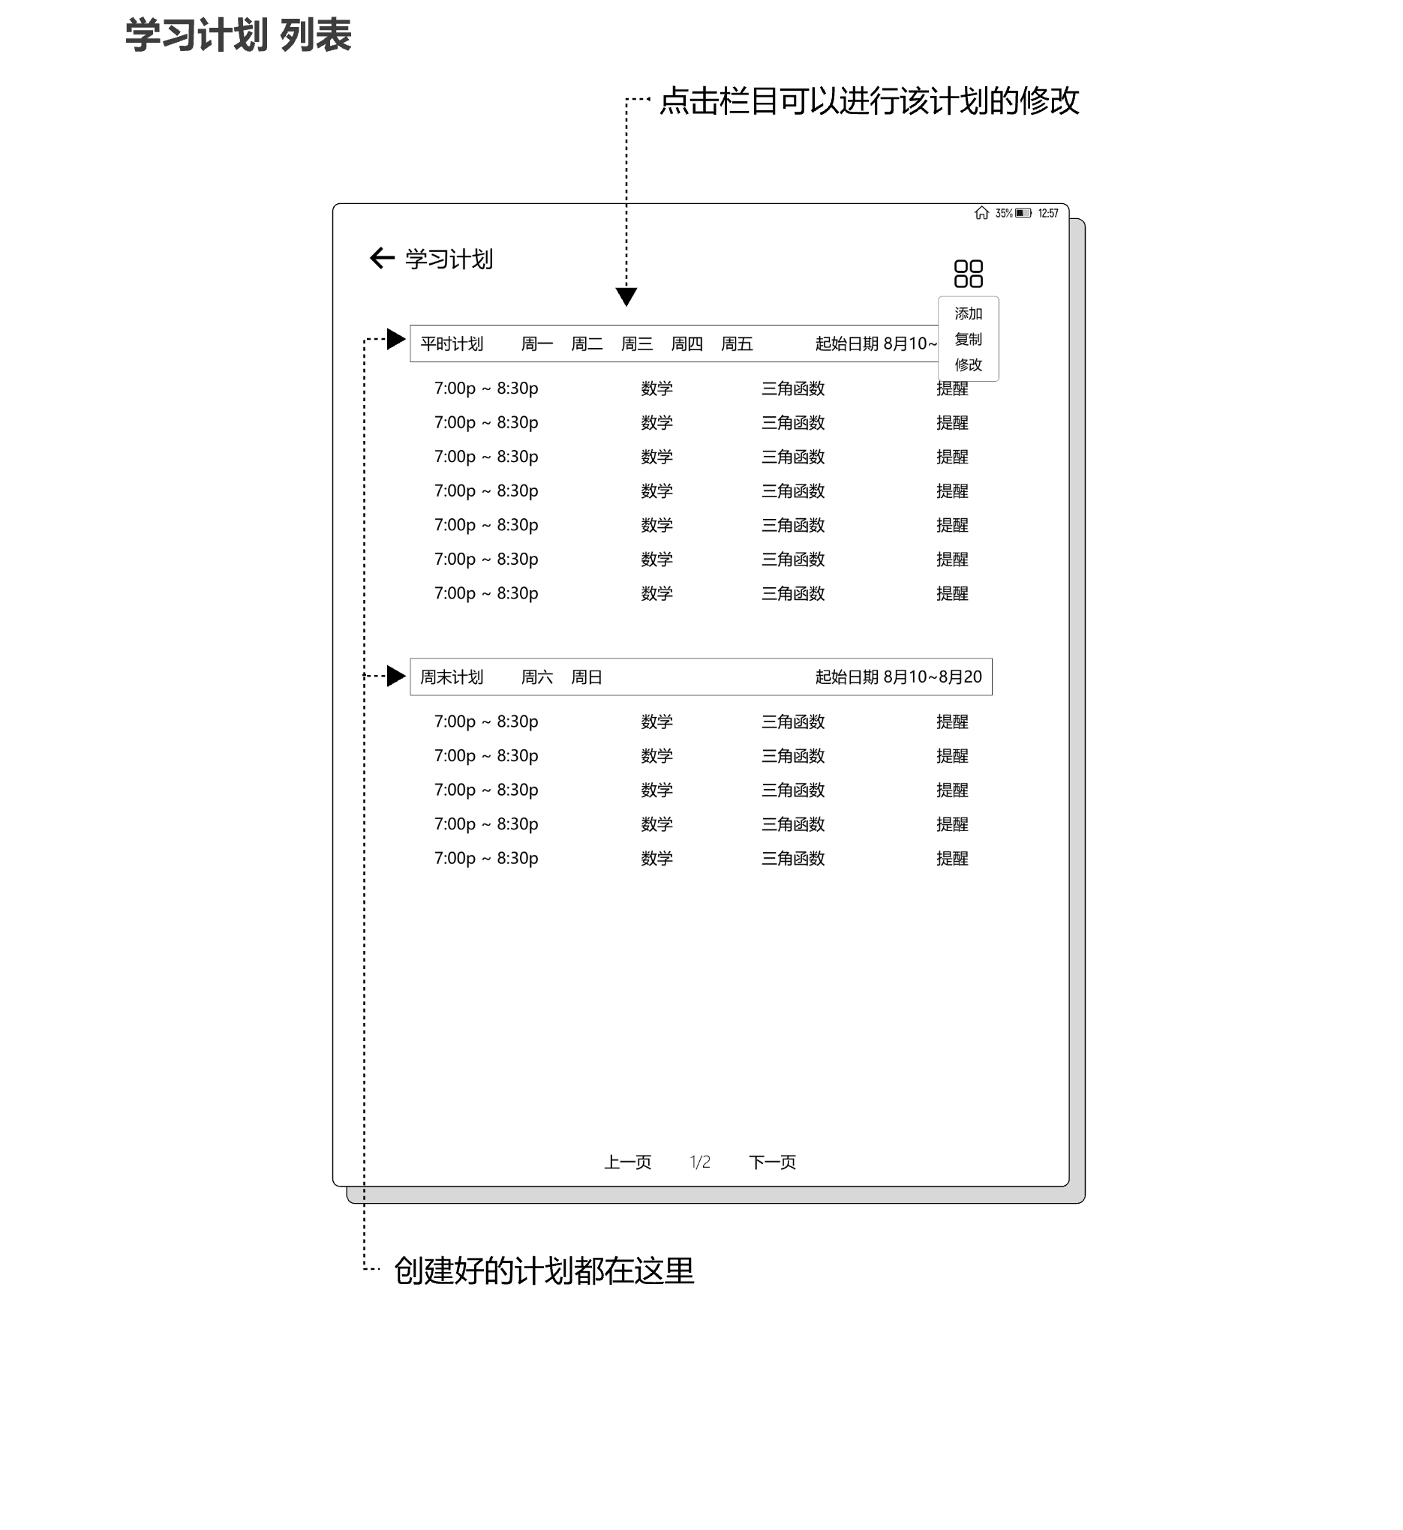 学习计划 列表
点击栏目可以进行该计划的修改
35% 12:57
学习计划
添加
复制
修改
平时计划 周一 周二 周三 周四 周五 起始日期 8月10~
7:00p ~ 8:30p 数学 三角函数 提醒
7:00p ~ 8:30p 数学 三角函数 提醒
7:00p ~ 8:30p 数学 三角函数 提醒
7:00p ~ 8:30p 数学 三角函数 提醒
7:00p ~ 8:30p 数学 三角函数 提醒
7:00p ~ 8:30p 数学 三角函数 提醒
7:00p ~ 8:30p 数学 三角函数 提醒
周末计划 周六 周日 起始日期 8月10~8月20
7:00p ~ 8:30p 数学 三角函数 提醒
7:00p ~ 8:30p 数学 三角函数 提醒
7:00p ~ 8:30p 数学 三角函数 提醒
7:00p ~ 8:30p 数学 三角函数 提醒
7:00p ~ 8:30p 数学 三角函数 提醒
上一页 1/2 下一页
创建好的计划都在这里